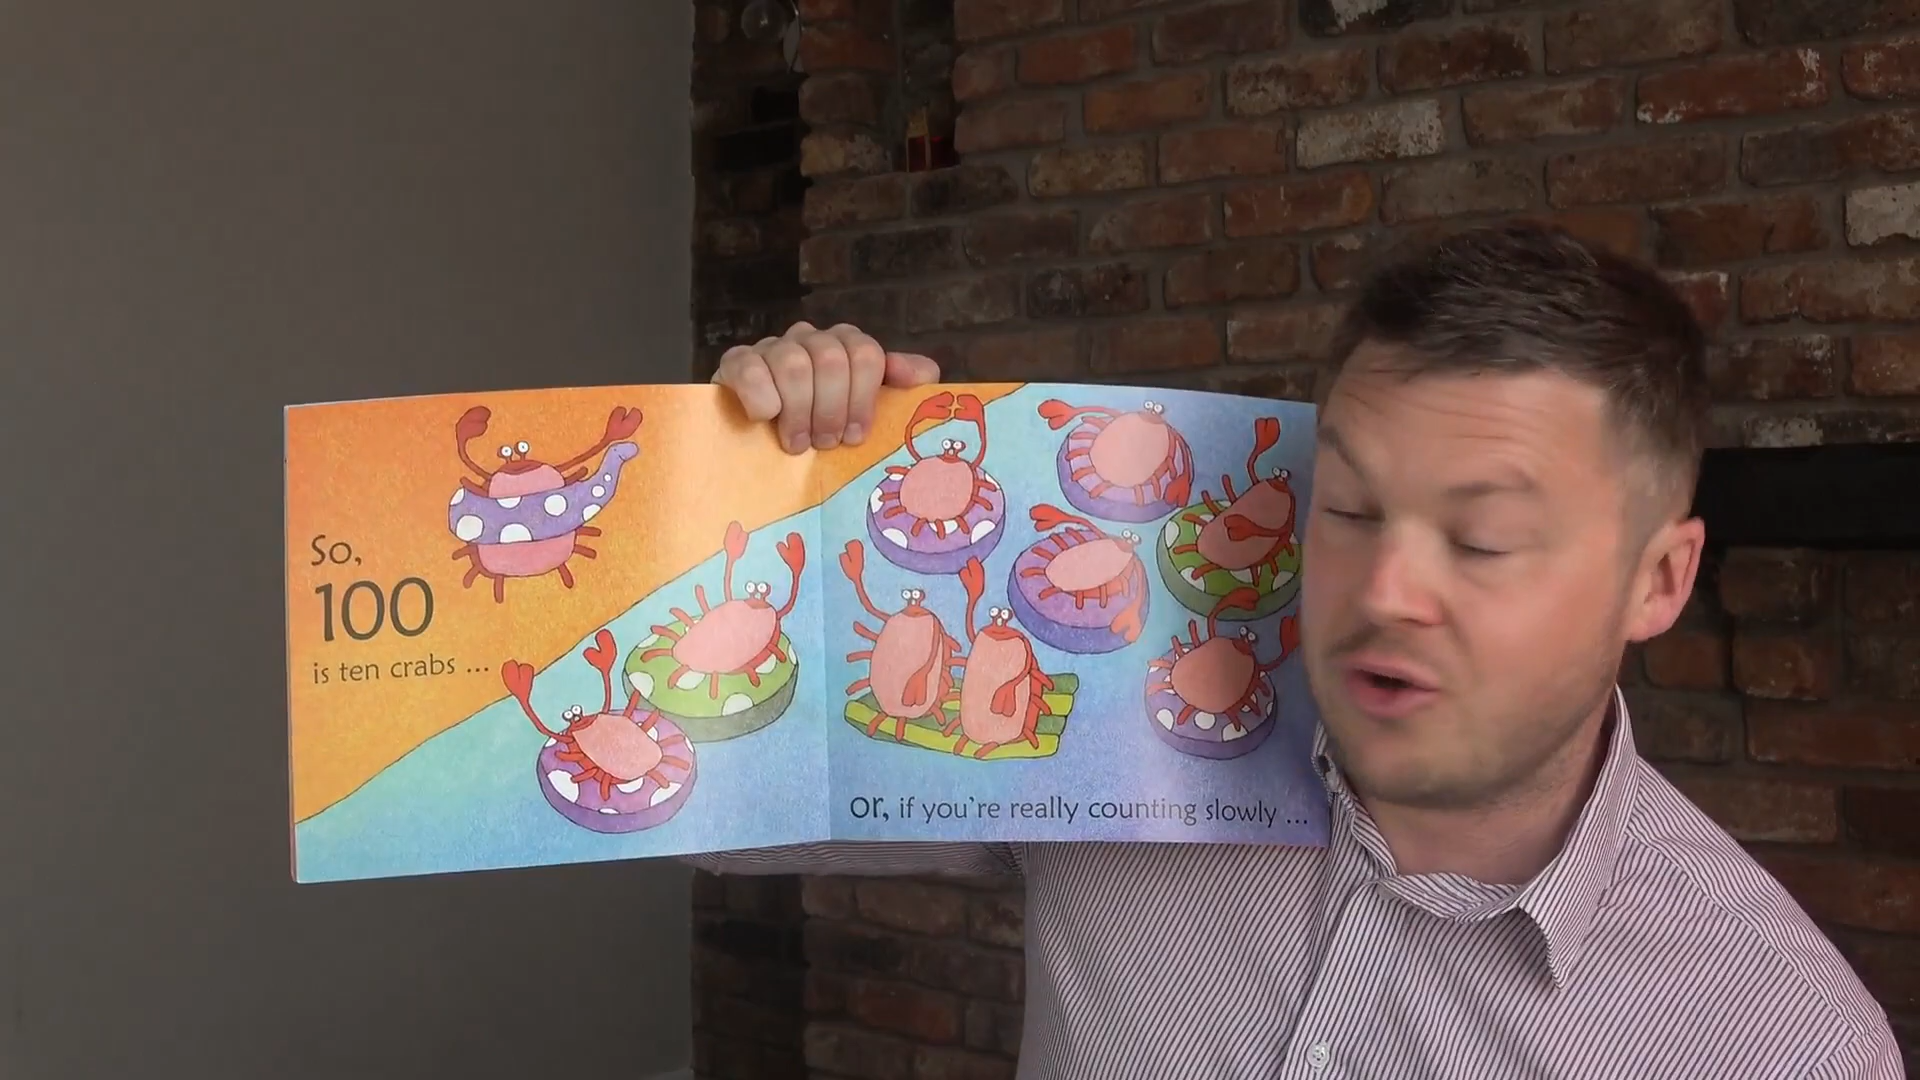 So,
100
is ten crabs ...
or, if you're really counting slowly ...